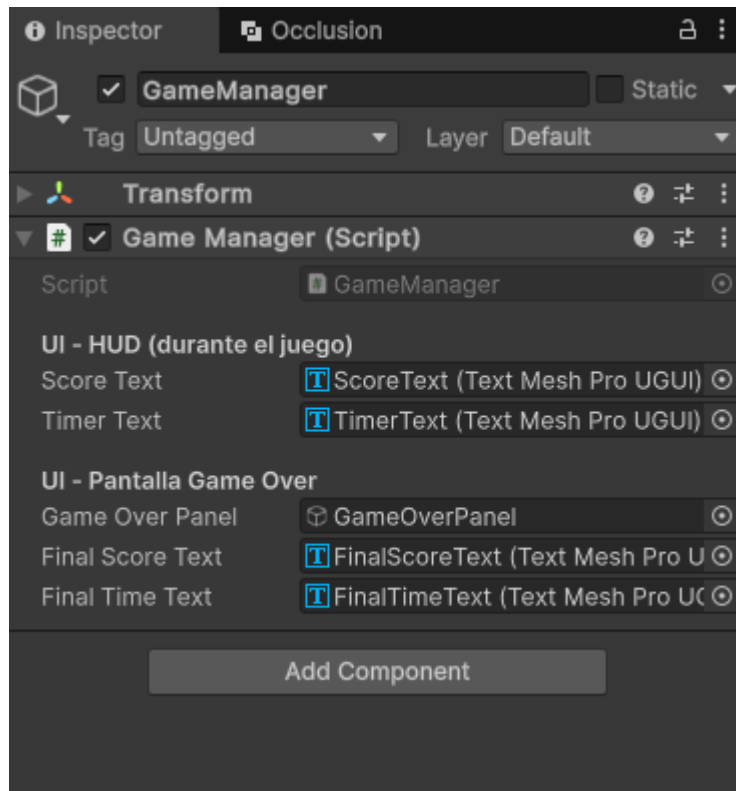 Inspector Occlusion
GameManager Static
Tag Untagged Layer Default
Transform
# Game Manager (Script)
Script # GameManager
UI - HUD (durante el juego)
Score Text T ScoreText (Text Mesh Pro UGUI)
Timer Text T TimerText (Text Mesh Pro UGUI)
UI - Pantalla Game Over
Game Over Panel GameOverPanel
Final Score Text T FinalScoreText (Text Mesh Pro U
Final Time Text T FinalTimeText (Text Mesh Pro UG
Add Component